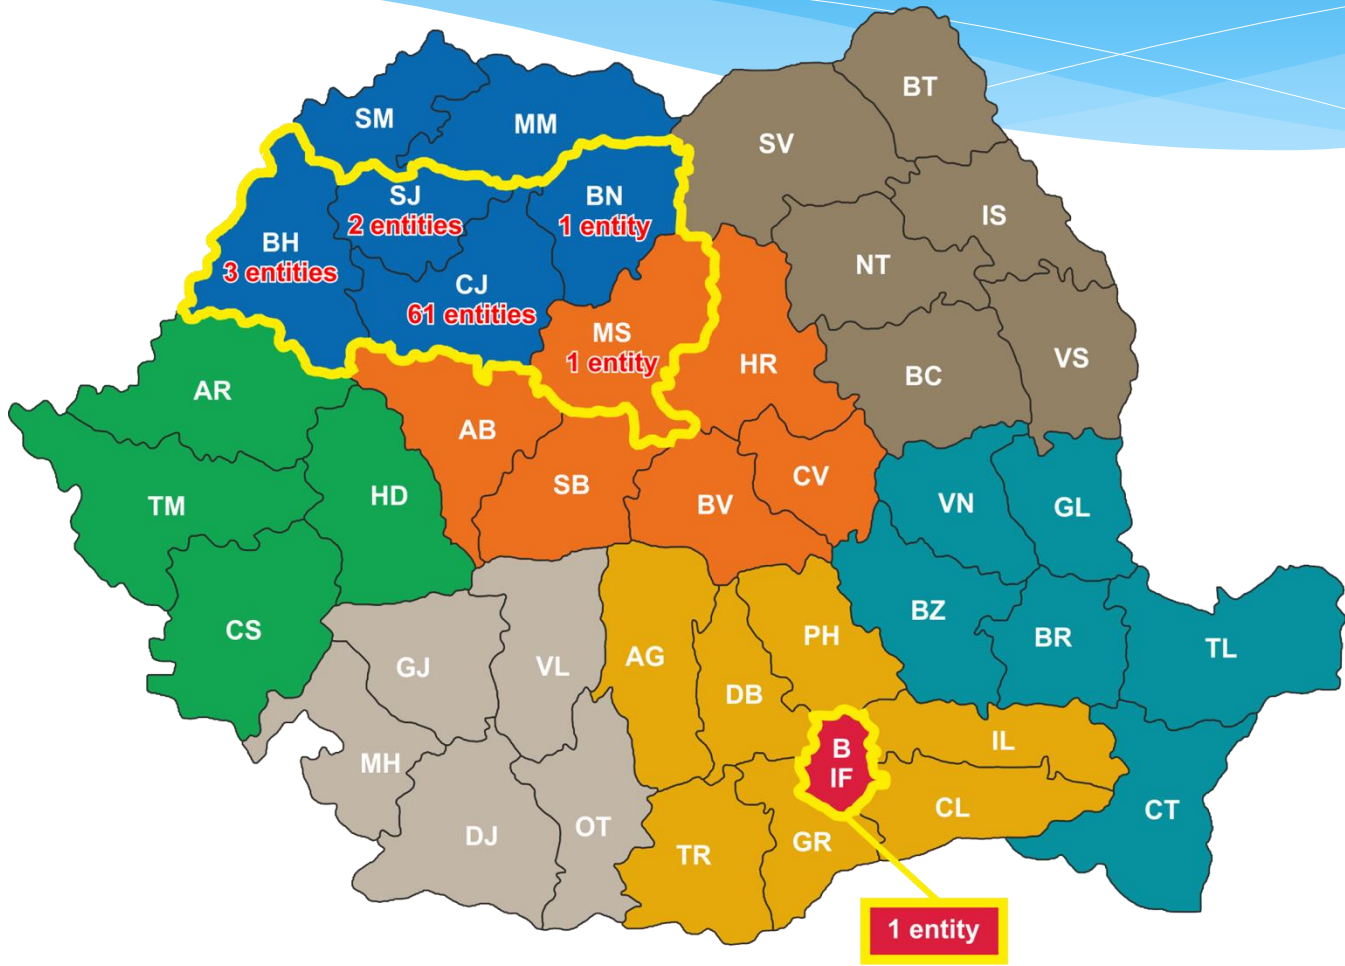 BT
SM
MM
SV
SJ
2 entities
BN
1 entity
IS
BH
3 entities
NT
CJ
61 entities
MS
1 entity
HR
VS
BC
AR
AB
CV
SB
HD
TM
BV
VN
GL
BZ
CS
PH
BR
TL
AG
GJ
VL
DB
B
IF
IL
MH
CL
CT
OT
DJ
GR
TR
1 entity